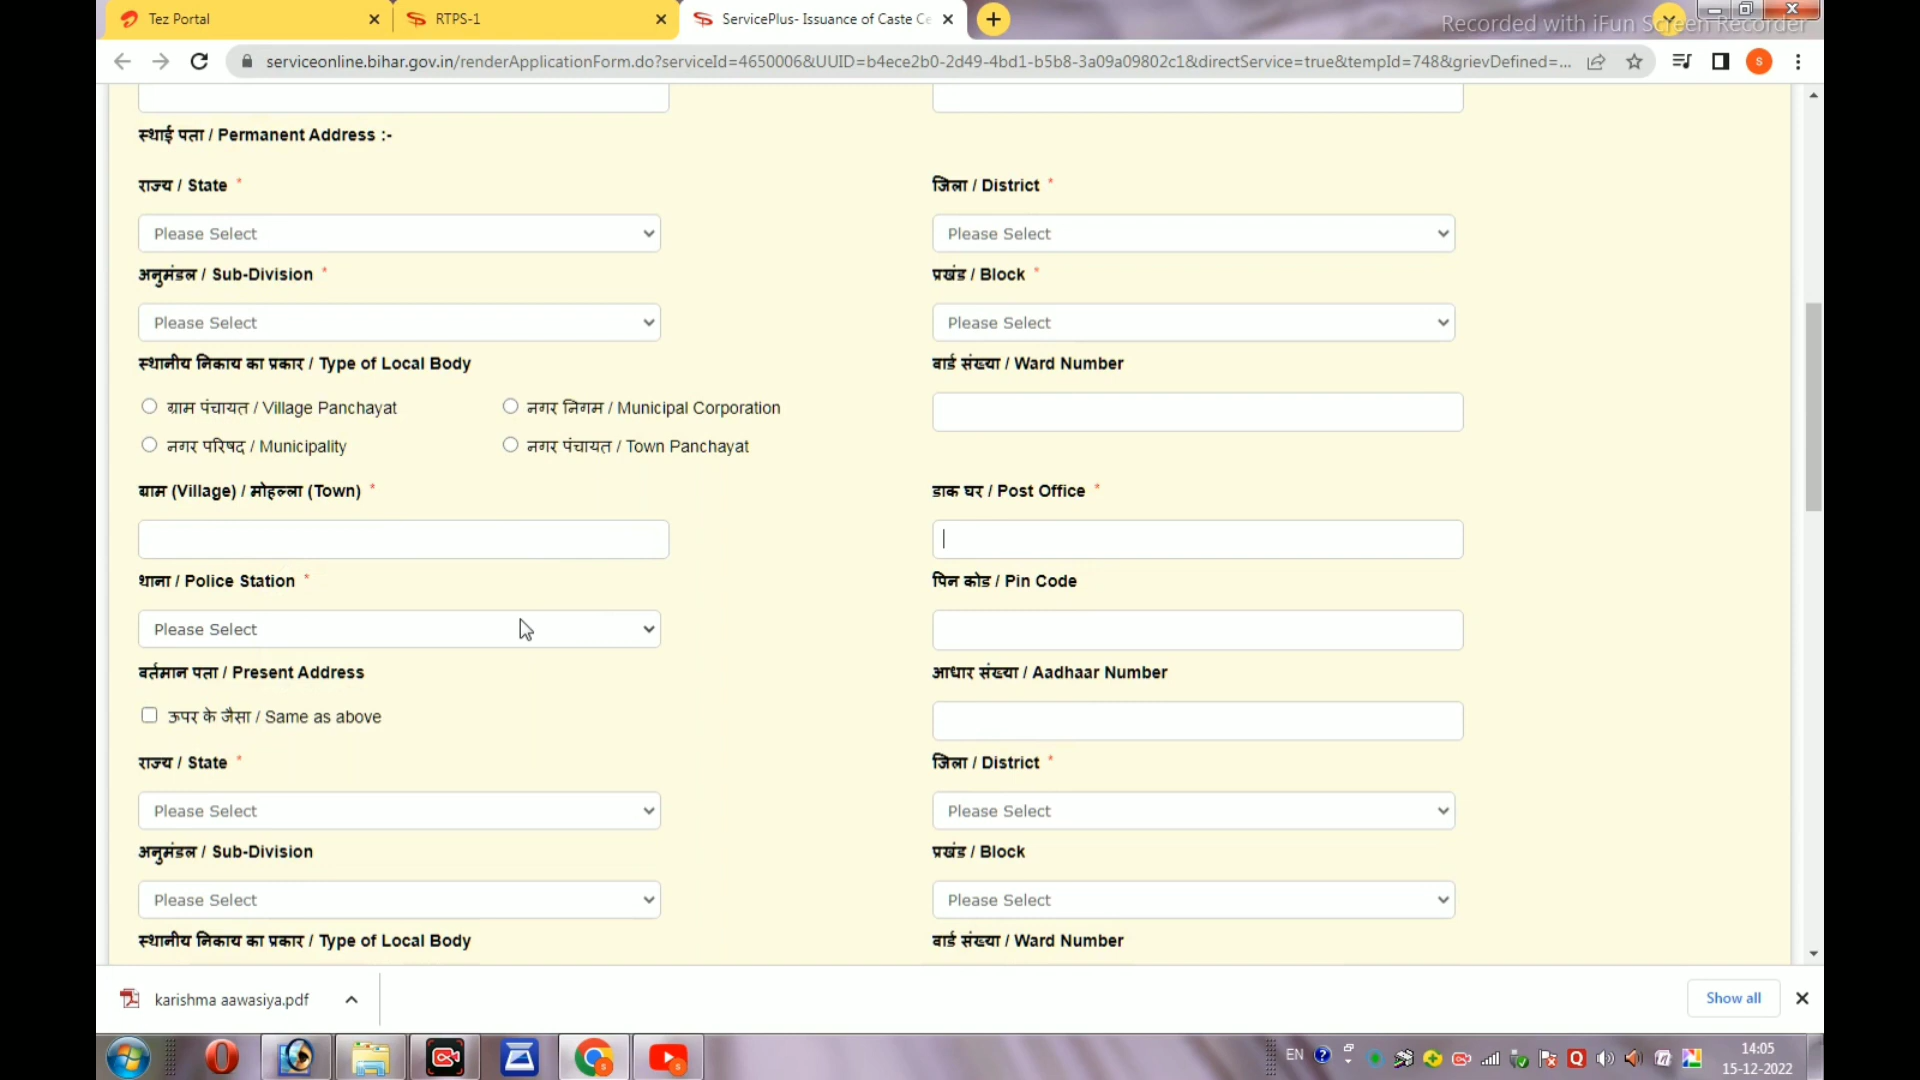 Tez Portal
RTPS-1
ServicePlus- Issuance of Caste Ce
Recorded with iFun Screen Recorder
serviceonline.bihar.gov.in/renderApplicationForm.do?serviceId=4650006&UUID=b4ece2b0-2d49-4bd1-b5b8-3a09a09802c1&directService=true&tempId=748&grievDefined=...
S
स्थाई पता / Permanent Address :-
राज्य / State *
जिला / District *
Please Select
Please Select
अनुमंडल / Sub-Division *
प्रखंड / Block *
Please Select
Please Select
स्थानीय निकाय का प्रकार / Type of Local Body
वार्ड संख्या / Ward Number
ग्राम पंचायत / Village Panchayat
नगर निगम / Municipal Corporation
नगर परिषद / Municipality
नगर पंचायत / Town Panchayat
ग्राम (Village) / मोहल्ला (Town) *
डाक घर / Post Office *
थाना / Police Station *
पिन कोड / Pin Code
Please Select
वर्तमान पता / Present Address
आधार संख्या / Aadhaar Number
ऊपर के जैसा / Same as above
राज्य / State *
जिला / District *
Please Select
Please Select
अनुमंडल / Sub-Division
प्रखंड / Block
Please Select
Please Select
स्थानीय निकाय का प्रकार / Type of Local Body
वार्ड संख्या / Ward Number
karishma aawasiya.pdf
Show all
EN
14:05
15-12-2022